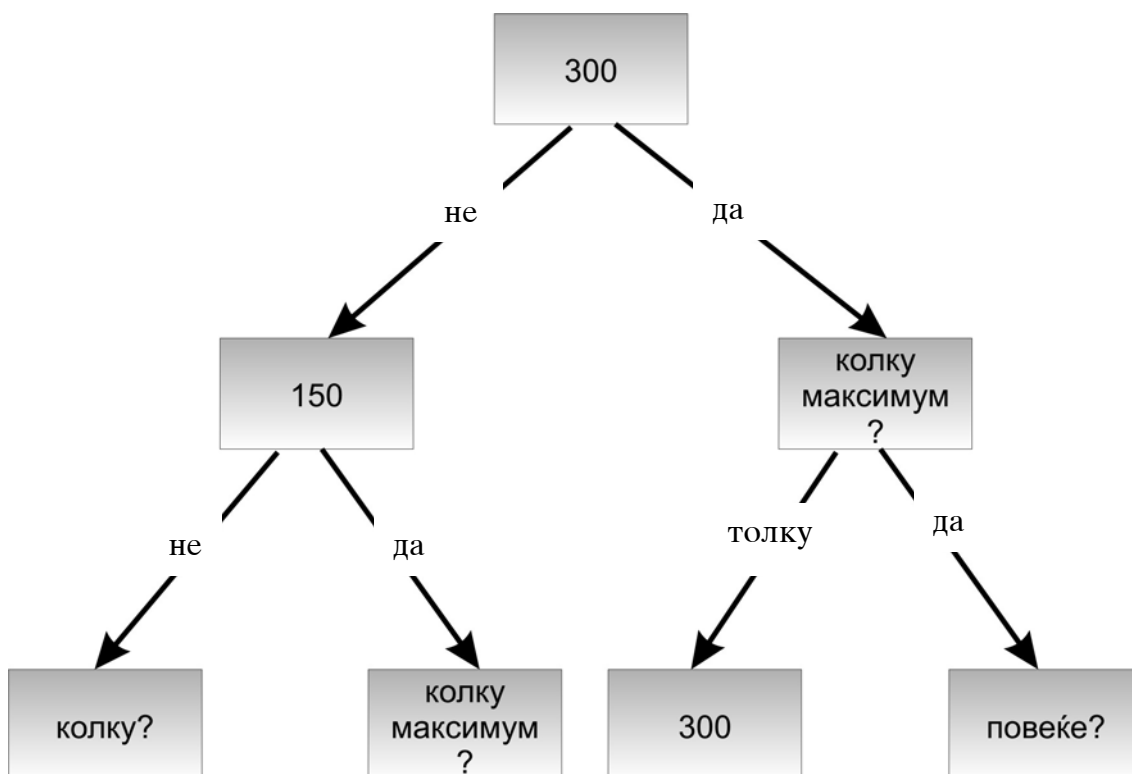 300
не
да
150
колку
максимум
?
не
да
толку
да
колку?
колку
максимум
?
300
повеќе?